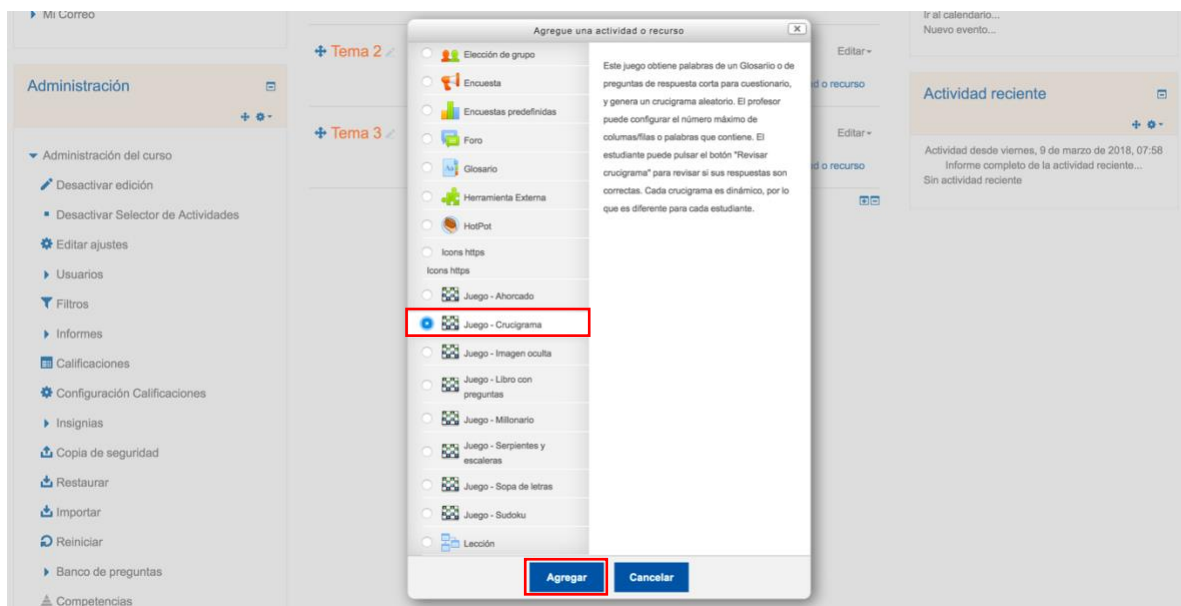 Mi Correo
Administración
Administración del curso
Desactivar edición
Desactivar Selector de Actividades
Editar ajustes
Usuarios
Filtros
Informes
Calificaciones
Configuración Calificaciones
Insignias
Copia de seguridad
Restaurar
Importar
Reiniciar
Banco de preguntas
Competencias
Tema 2
Editar
d o recurso
Tema 3
Editar
d o recurso
Agregue una actividad o recurso
Elección de grupo
Encuesta
Encuestas predefinidas
Foro
Glosario
Herramienta Externa
HotPot
Icons https
Icons https
Juego - Ahorcado
Juego - Crucigrama
Juego - Imagen oculta
Juego - Libro con
preguntas
Juego - Millonario
Juego - Serpientes y
escaleras
Juego - Sopa de letras
Juego - Sudoku
Lección
Este juego obtiene palabras de un Glosario o de
preguntas de respuesta corta para cuestionario,
y genera un crucigrama aleatorio. El profesor
puede configurar el número máximo de
columas/filas o palabras que contiene. El
estudiante puede pulsar el botón "Revisar
crucigrama" para revisar si sus respuestas son
correctas. Cada crucigrama es dinámico, por lo
que es diferente para cada estudiante.
Agregar
Cancelar
Ir al calendario...
Nuevo evento...
Actividad reciente
Actividad desde viernes, 9 de marzo de 2018, 07:58
Informe completo de la actividad reciente...
Sin actividad reciente